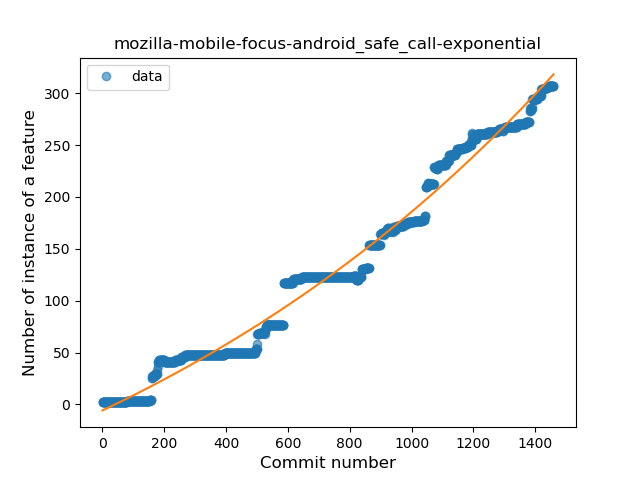 mozilla-mobile-focus-android_safe_call-exponential
data
Number of instance of a feature
300
250
200
150
100
50
0
0 200 400 600 800 1000 1200 1400
Commit number